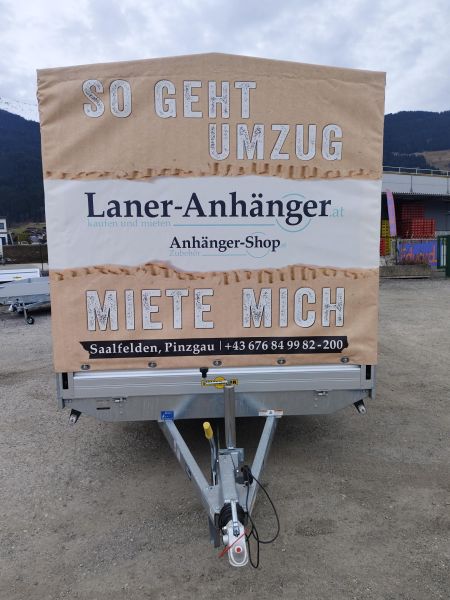 SO GEHT
UMZUG
Laner-Anhänger.at
kaufen und mieten
Anhänger-Shop
Zubehör
MIETE MICH
Saalfelden, Pinzgau | +43 676 84 99 82 - 200